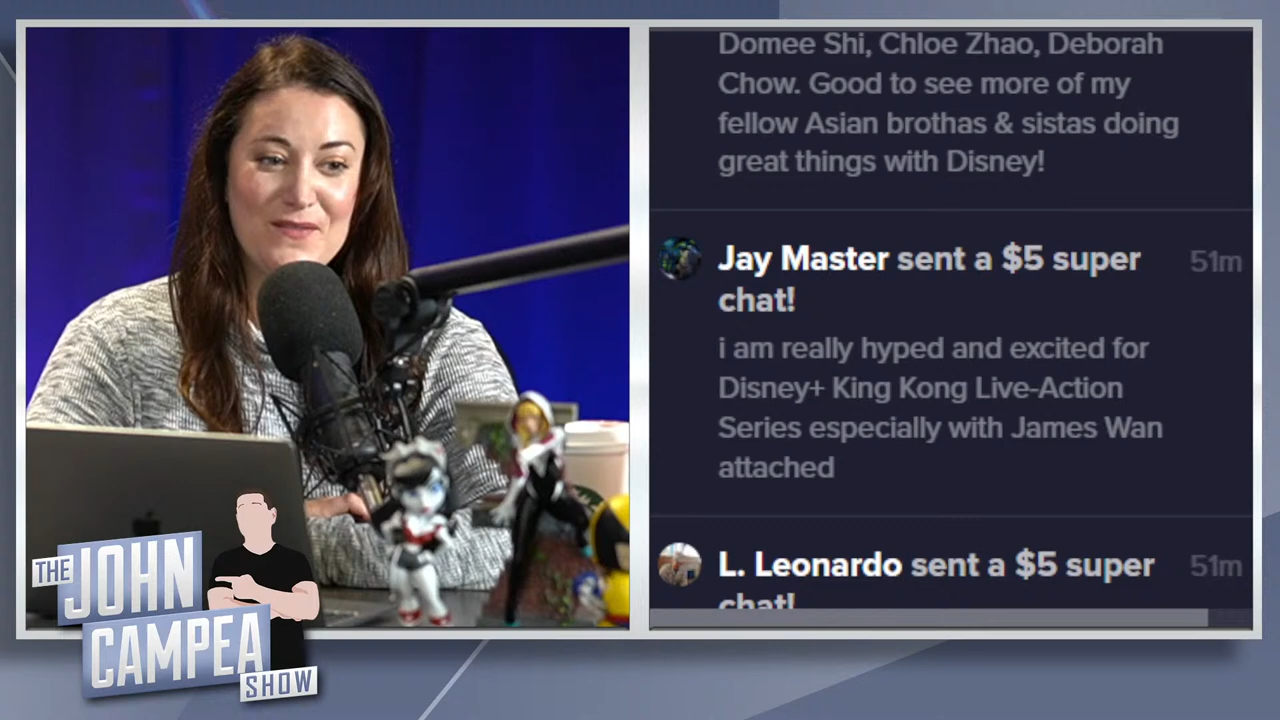 Domee Shi, Chloe Zhao, Deborah
Chow. Good to see more of my
fellow Asian brothas & sistas doing
great things with Disney!
Jay Master sent a $5 super
chat!
51m
i am really hyped and excited for
Disney+ King Kong Live-Action
Series especially with James Wan
attached
L. Leonardo sent a $5 super
chat!
51m
THE
JOHN
CAMPEA
SHOW